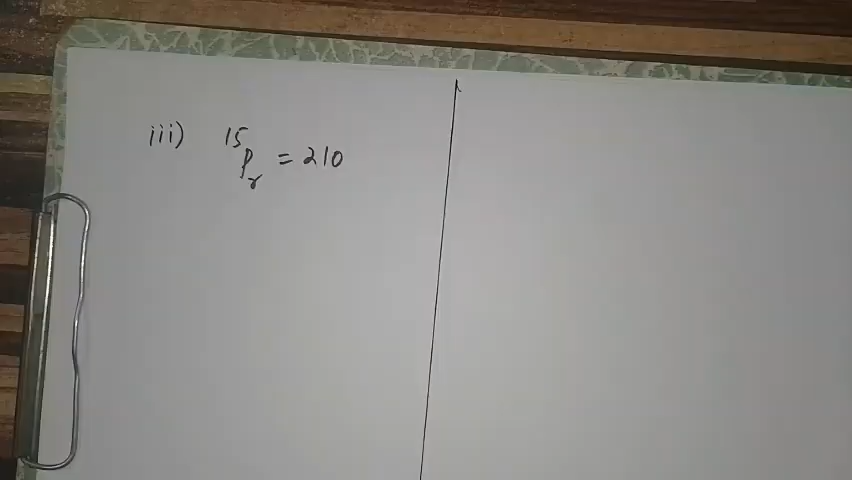 iii) ¹⁵Pᵣ = 210